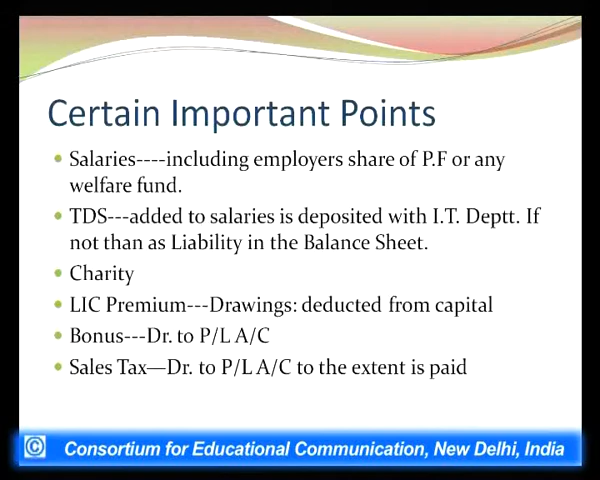 Certain Important Points
• Salaries----including employers share of P.F or any
welfare fund.
• TDS---added to salaries is deposited with I.T. Deptt. If
not than as Liability in the Balance Sheet.
• Charity
• LIC Premium---Drawings: deducted from capital
• Bonus---Dr. to P/L A/C
• Sales Tax—Dr. to P/L A/C to the extent is paid
© Consortium for Educational Communication, New Delhi, India